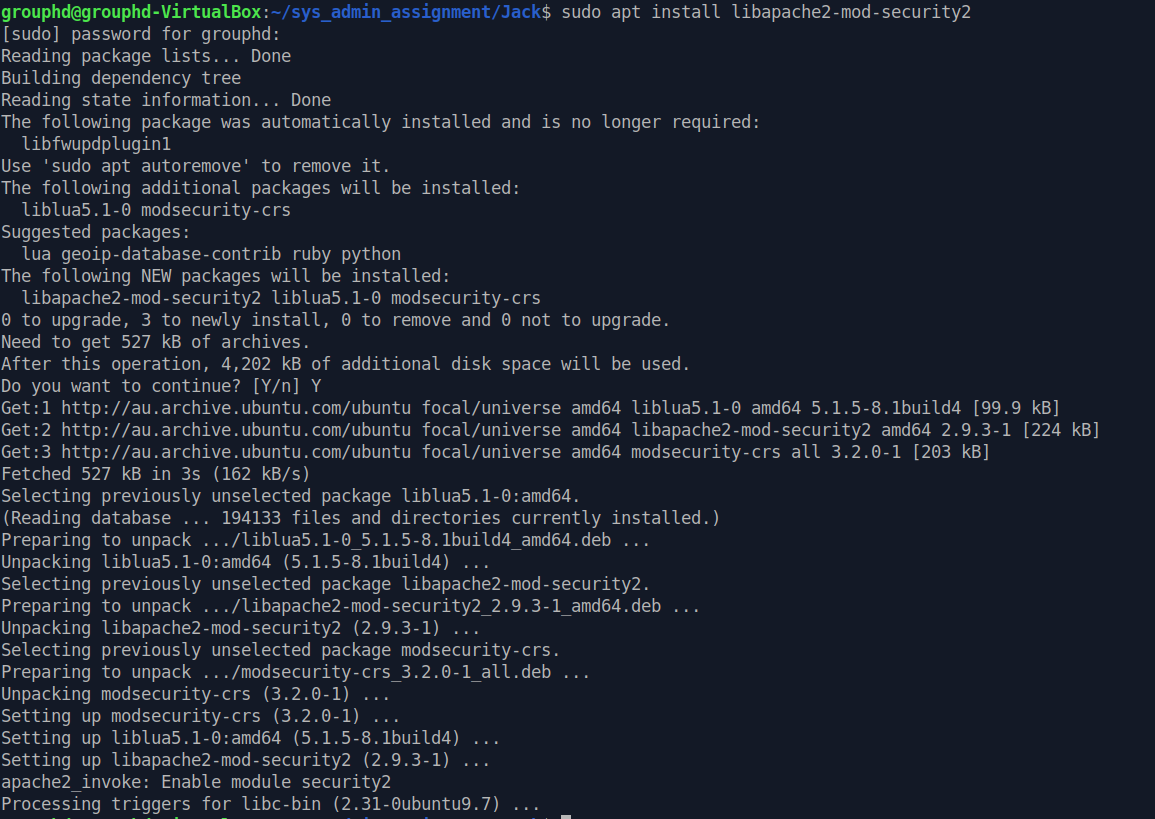 grouphd@grouphd-VirtualBox:~/sys_admin_assignment/Jack$ sudo apt install libapache2-mod-security2
[sudo] password for grouphd:
Reading package lists... Done
Building dependency tree
Reading state information... Done
The following package was automatically installed and is no longer required:
  libfwupdplugin1
Use 'sudo apt autoremove' to remove it.
The following additional packages will be installed:
  liblua5.1-0 modsecurity-crs
Suggested packages:
  lua geoip-database-contrib ruby python
The following NEW packages will be installed:
  libapache2-mod-security2 liblua5.1-0 modsecurity-crs
0 to upgrade, 3 to newly install, 0 to remove and 0 not to upgrade.
Need to get 527 kB of archives.
After this operation, 4,202 kB of additional disk space will be used.
Do you want to continue? [Y/n] Y
Get:1 http://au.archive.ubuntu.com/ubuntu focal/universe amd64 liblua5.1-0 amd64 5.1.5-8.1build4 [99.9 kB]
Get:2 http://au.archive.ubuntu.com/ubuntu focal/universe amd64 libapache2-mod-security2 amd64 2.9.3-1 [224 kB]
Get:3 http://au.archive.ubuntu.com/ubuntu focal/universe amd64 modsecurity-crs all 3.2.0-1 [203 kB]
Fetched 527 kB in 3s (162 kB/s)
Selecting previously unselected package liblua5.1-0:amd64.
(Reading database ... 194133 files and directories currently installed.)
Preparing to unpack .../liblua5.1-0_5.1.5-8.1build4_amd64.deb ...
Unpacking liblua5.1-0:amd64 (5.1.5-8.1build4) ...
Selecting previously unselected package libapache2-mod-security2.
Preparing to unpack .../libapache2-mod-security2_2.9.3-1_amd64.deb ...
Unpacking libapache2-mod-security2 (2.9.3-1) ...
Selecting previously unselected package modsecurity-crs.
Preparing to unpack .../modsecurity-crs_3.2.0-1_all.deb ...
Unpacking modsecurity-crs (3.2.0-1) ...
Setting up modsecurity-crs (3.2.0-1) ...
Setting up liblua5.1-0:amd64 (5.1.5-8.1build4) ...
Setting up libapache2-mod-security2 (2.9.3-1) ...
apache2_invoke: Enable module security2
Processing triggers for libc-bin (2.31-0ubuntu9.7) ...